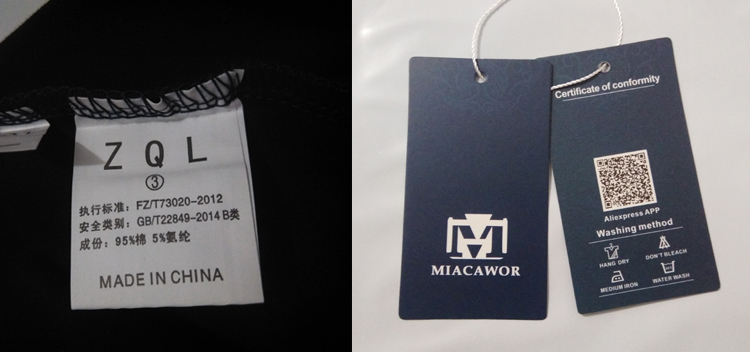 ZQL
③
执行标准：FZ/T73020-2012
安全类别：GB/T22849-2014 B类
成份：95%棉 5%氨纶
MADE IN CHINA
MIACAWOR
Certificate of conformity
Aliexpress APP
Washing method
HANG DRY
DON'T BLEACH
MEDIUM IRON
WATER WASH